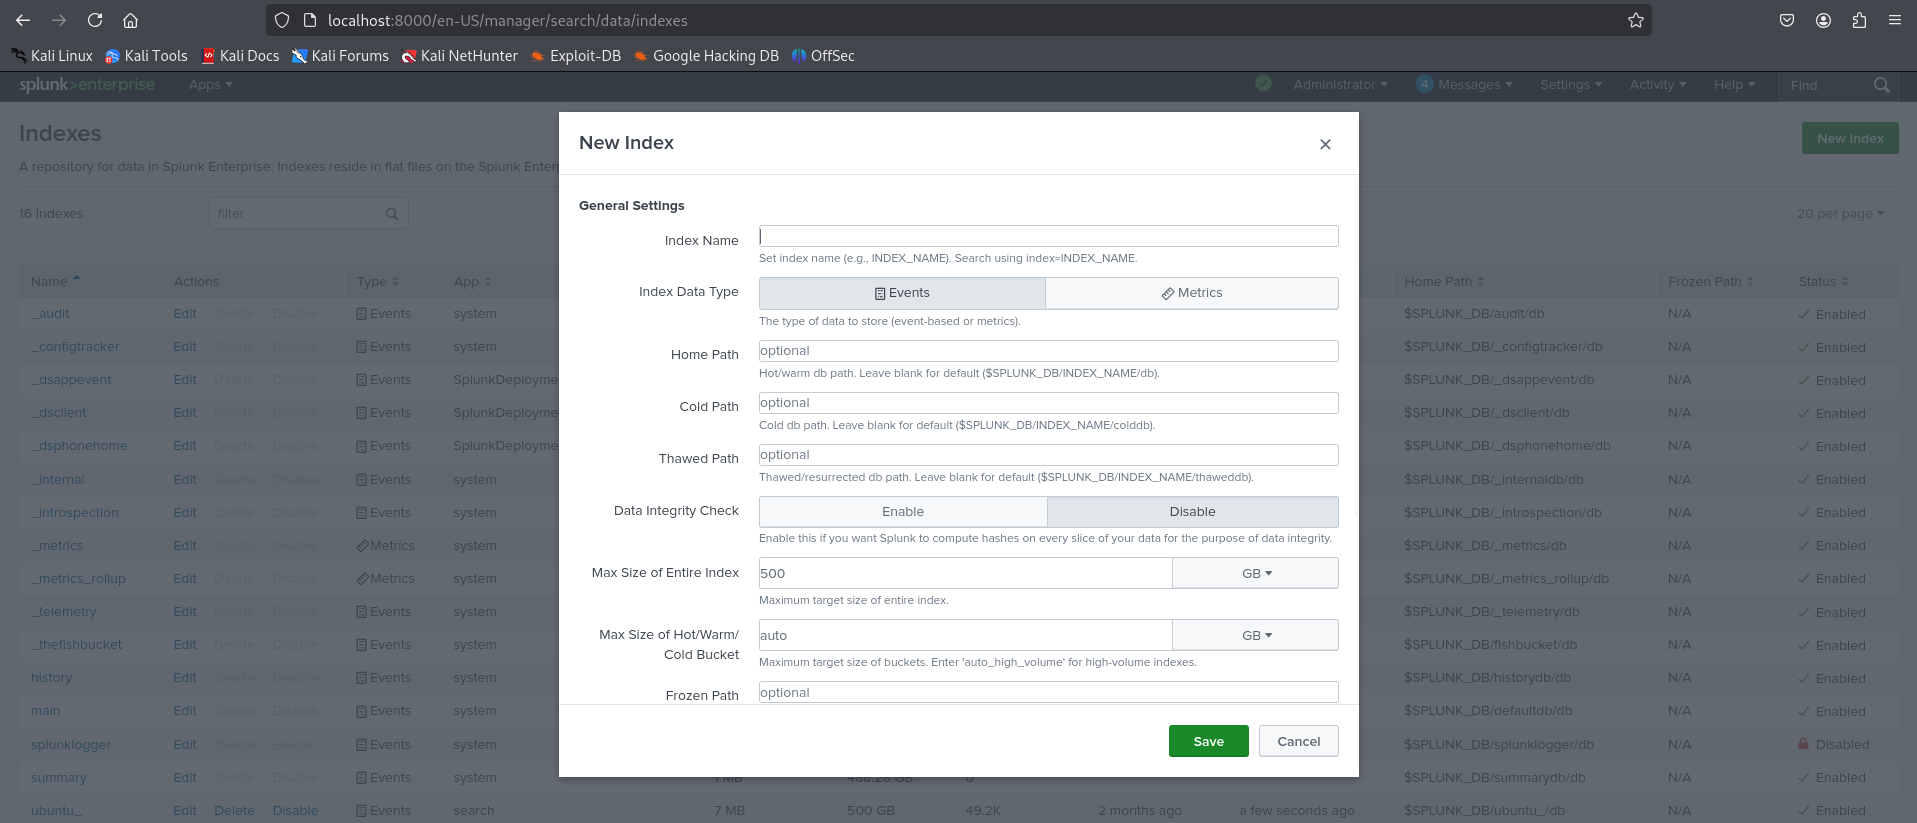 localhost:8000/en-US/manager/search/data/indexes
Kali Linux Kali Tools Kali Docs Kali Forums Kali NetHunter Exploit-DB Google Hacking DB OffSec
splunk>enterprise Apps Administrator 4 Messages Settings Activity Help Find
Indexes
New Index
A repository for data in Splunk Enterprise. Indexes reside in flat files on the Splunk
16 Indexes filter 20 per page
Name Actions Type App Home Path Frozen Path Status
_audit Edit Delete Disable Events system $SPLUNK_DB/audit/db N/A Enabled
_configtracker Edit Delete Disable Events system $SPLUNK_DB/_configtracker/db N/A Enabled
_dsappevent Edit Delete Disable Events SplunkDeployme $SPLUNK_DB/_dsappevent/db N/A Enabled
_dsclient Edit Delete Disable Events SplunkDeployme $SPLUNK_DB/_dsclient/db N/A Enabled
_dsphonehome Edit Delete Disable Events SplunkDeployme $SPLUNK_DB/_dsphonehome/db N/A Enabled
_internal Edit Delete Disable Events system $SPLUNK_DB/_internaldb/db N/A Enabled
_introspection Edit Delete Disable Events system $SPLUNK_DB/_introspection/db N/A Enabled
_metrics Edit Delete Disable Metrics system $SPLUNK_DB/_metrics/db N/A Enabled
_metrics_rollup Edit Delete Disable Metrics system $SPLUNK_DB/_metrics_rollup/db N/A Enabled
_telemetry Edit Delete Disable Events system $SPLUNK_DB/_telemetry/db N/A Enabled
_thefishbucket Edit Delete Disable Events system $SPLUNK_DB/fishbucket/db N/A Enabled
history Edit Delete Disable Events system $SPLUNK_DB/historydb/db N/A Enabled
main Edit Delete Disable Events system $SPLUNK_DB/defaultdb/db N/A Enabled
splunklogger Edit Delete Enable Events system $SPLUNK_DB/splunklogger/db N/A Disabled
summary Edit Delete Disable Events system 1 MB 488.28 GB 0 $SPLUNK_DB/summarydb/db N/A Enabled
ubuntu_ Edit Delete Disable Events search 7 MB 500 GB 49.2K 2 months ago a few seconds ago $SPLUNK_DB/ubuntu_/db N/A Enabled
New Index
General Settings
Index Name
Set index name (e.g., INDEX_NAME). Search using index=INDEX_NAME.
Index Data Type Events Metrics
The type of data to store (event-based or metrics).
Home Path optional
Hot/warm db path. Leave blank for default ($SPLUNK_DB/INDEX_NAME/db).
Cold Path optional
Cold db path. Leave blank for default ($SPLUNK_DB/INDEX_NAME/colddb).
Thawed Path optional
Thawed/resurrected db path. Leave blank for default ($SPLUNK_DB/INDEX_NAME/thaweddb).
Data Integrity Check Enable Disable
Enable this if you want Splunk to compute hashes on every slice of your data for the purpose of data integrity.
Max Size of Entire Index 500 GB
Maximum target size of entire index.
Max Size of Hot/Warm/
Cold Bucket auto GB
Maximum target size of buckets. Enter 'auto_high_volume' for high-volume indexes.
Frozen Path optional
Save Cancel